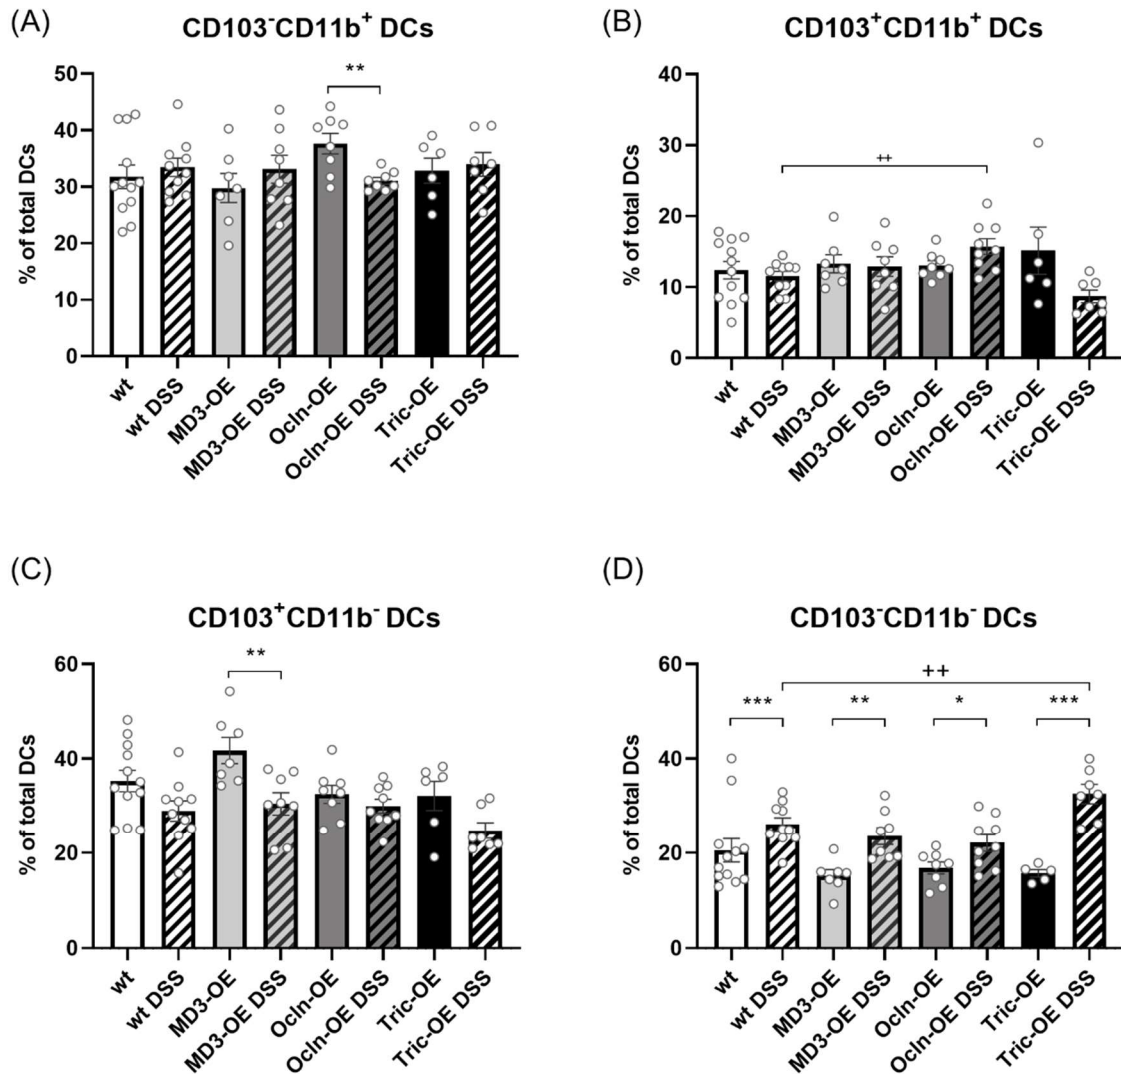 (A)
CD103⁻CD11b⁺ DCs
% of total DCs
50
40
30
20
10
0
**
wt
wt DSS
MD3-OE
MD3-OE DSS
Ocln-OE
Ocln-OE DSS
Tric-OE
Tric-OE DSS
(B)
CD103⁺CD11b⁺ DCs
% of total DCs
40
30
20
10
0
++
wt
wt DSS
MD3-OE
MD3-OE DSS
Ocln-OE
Ocln-OE DSS
Tric-OE
Tric-OE DSS
(C)
CD103⁺CD11b⁻ DCs
% of total DCs
60
40
20
0
**
wt
wt DSS
MD3-OE
MD3-OE DSS
Ocln-OE
Ocln-OE DSS
Tric-OE
Tric-OE DSS
(D)
CD103⁻CD11b⁻ DCs
% of total DCs
60
40
20
0
++
*** ** * ***
wt
wt DSS
MD3-OE
MD3-OE DSS
Ocln-OE
Ocln-OE DSS
Tric-OE
Tric-OE DSS